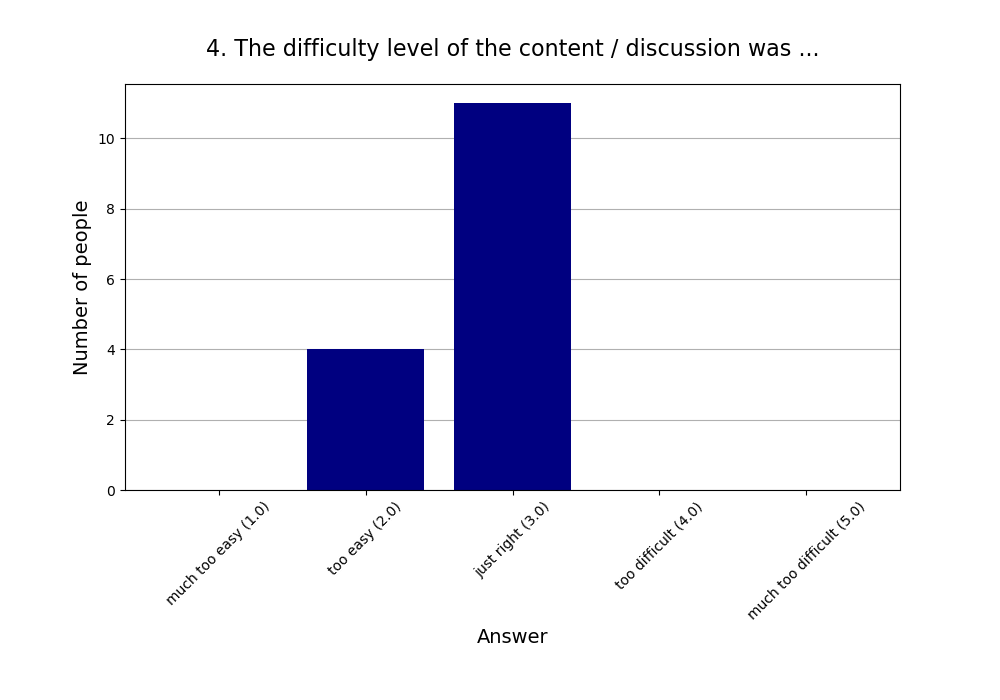 4. The difficulty level of the content / discussion was ...
Number of people
10
8
6
4
2
0
much too easy (1.0)
too easy (2.0)
just right (3.0)
too difficult (4.0)
much too difficult (5.0)
Answer